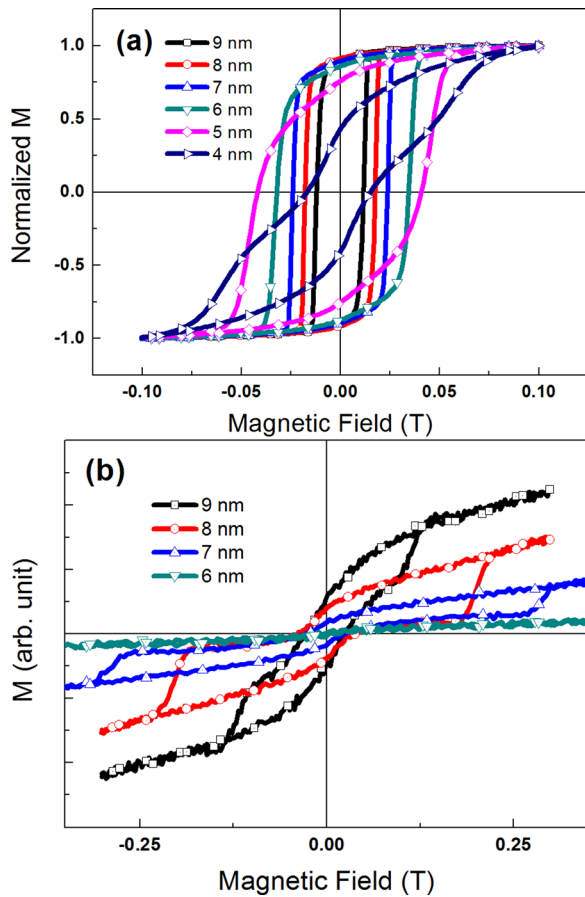 (a)
9 nm
8 nm
7 nm
6 nm
5 nm
4 nm
1.0
0.5
0.0
-0.5
-1.0
Normalized M
-0.10
-0.05
0.00
0.05
0.10
Magnetic Field (T)
(b)
9 nm
8 nm
7 nm
6 nm
M (arb. unit)
-0.25
0.00
0.25
Magnetic Field (T)